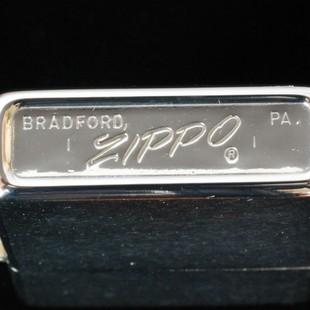 BRADFORD, PA.
| ZIPPO ® |